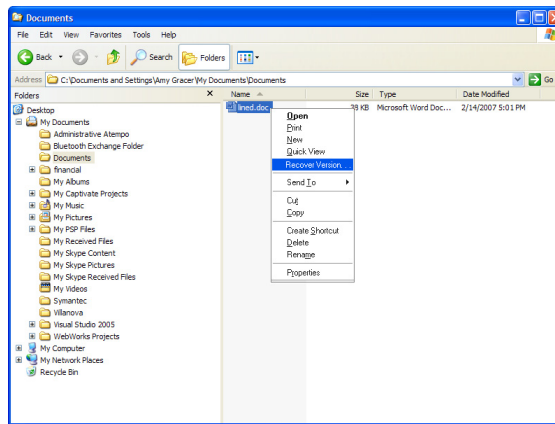 Documents
File Edit View Favorites Tools Help
Back Search Folders
Address C:\Documents and Settings\Amy Gracer\My Documents\Documents Go
Folders X Name Size Type Date Modified
Desktop
My Documents
Administrative Atempo
Bluetooth Exchange Folder
Documents
financial
My Albums
My Captivate Projects
My Music
My Pictures
My PSP Files
My Received Files
My Skype Content
My Skype Pictures
My Skype Received Files
My Videos
Symantec
Villanova
Visual Studio 2005
WebWorks Projects
My Computer
My Network Places
Recycle Bin
lined.doc KB Microsoft Word Doc... 2/14/2007 5:01 PM
Open
Print
New
Quick View
Recover Version...
Send To
Cut
Copy
Create Shortcut
Delete
Rename
Properties